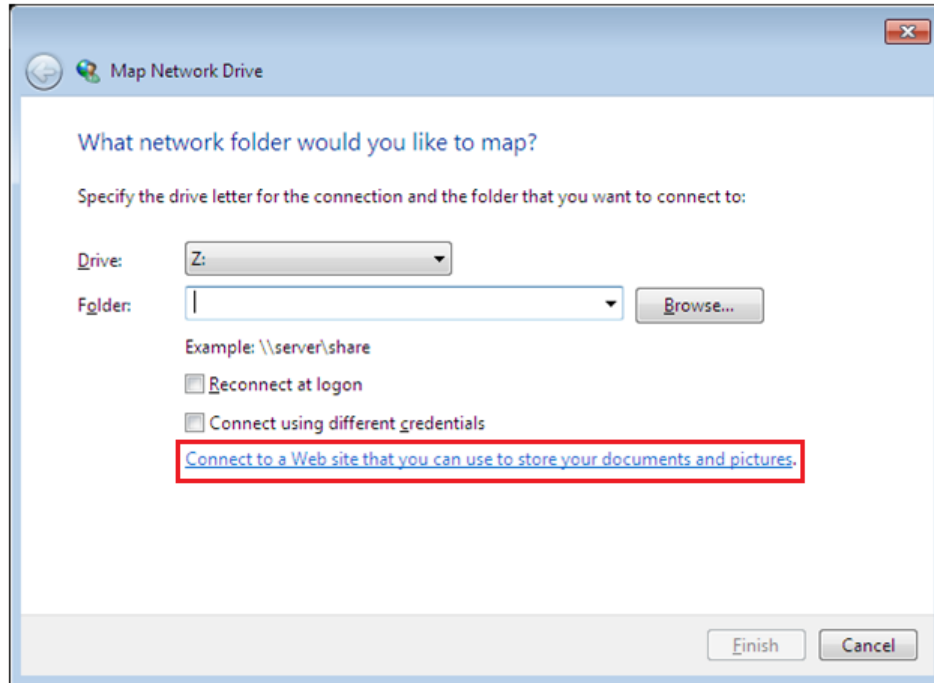 Map Network Drive
What network folder would you like to map?
Specify the drive letter for the connection and the folder that you want to connect to:
Drive: Z:
Folder: Browse...
Example: \\server\share
Reconnect at logon
Connect using different credentials
Connect to a Web site that you can use to store your documents and pictures.
Finish Cancel